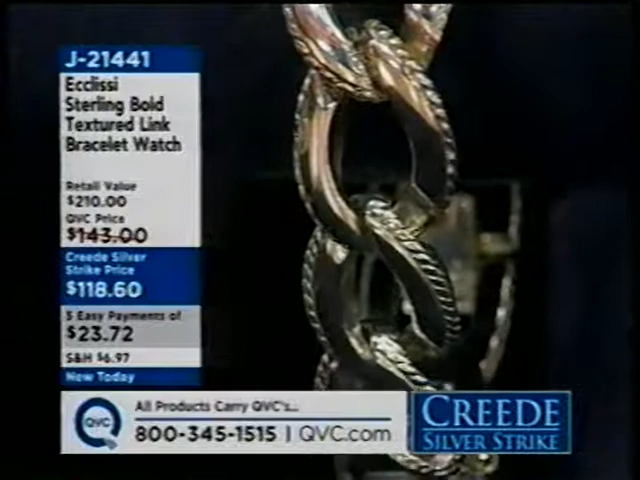 J-21441
Ecclissi
Sterling Bold
Textured Link
Bracelet Watch
Retail Value
$210.00
QVC Price
$143.00
Creede Silver
Strike Price
$118.60
5 Easy Payments of
$23.72
S&H $6.97
New Today
QVC
All Products Carry QVC's...
800-345-1515 | QVC.com
CREEDE
SILVER STRIKE